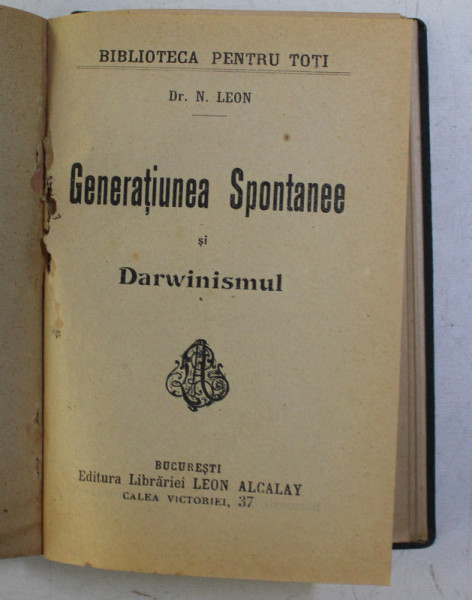 BIBLIOTECA PENTRU TOȚI
Dr. N. LEON
Generațiunea Spontanee
și
Darwinismul
BUCUREȘTI
Editura Librăriei LEON ALCALAY
CALEA VICTORIEI, 37